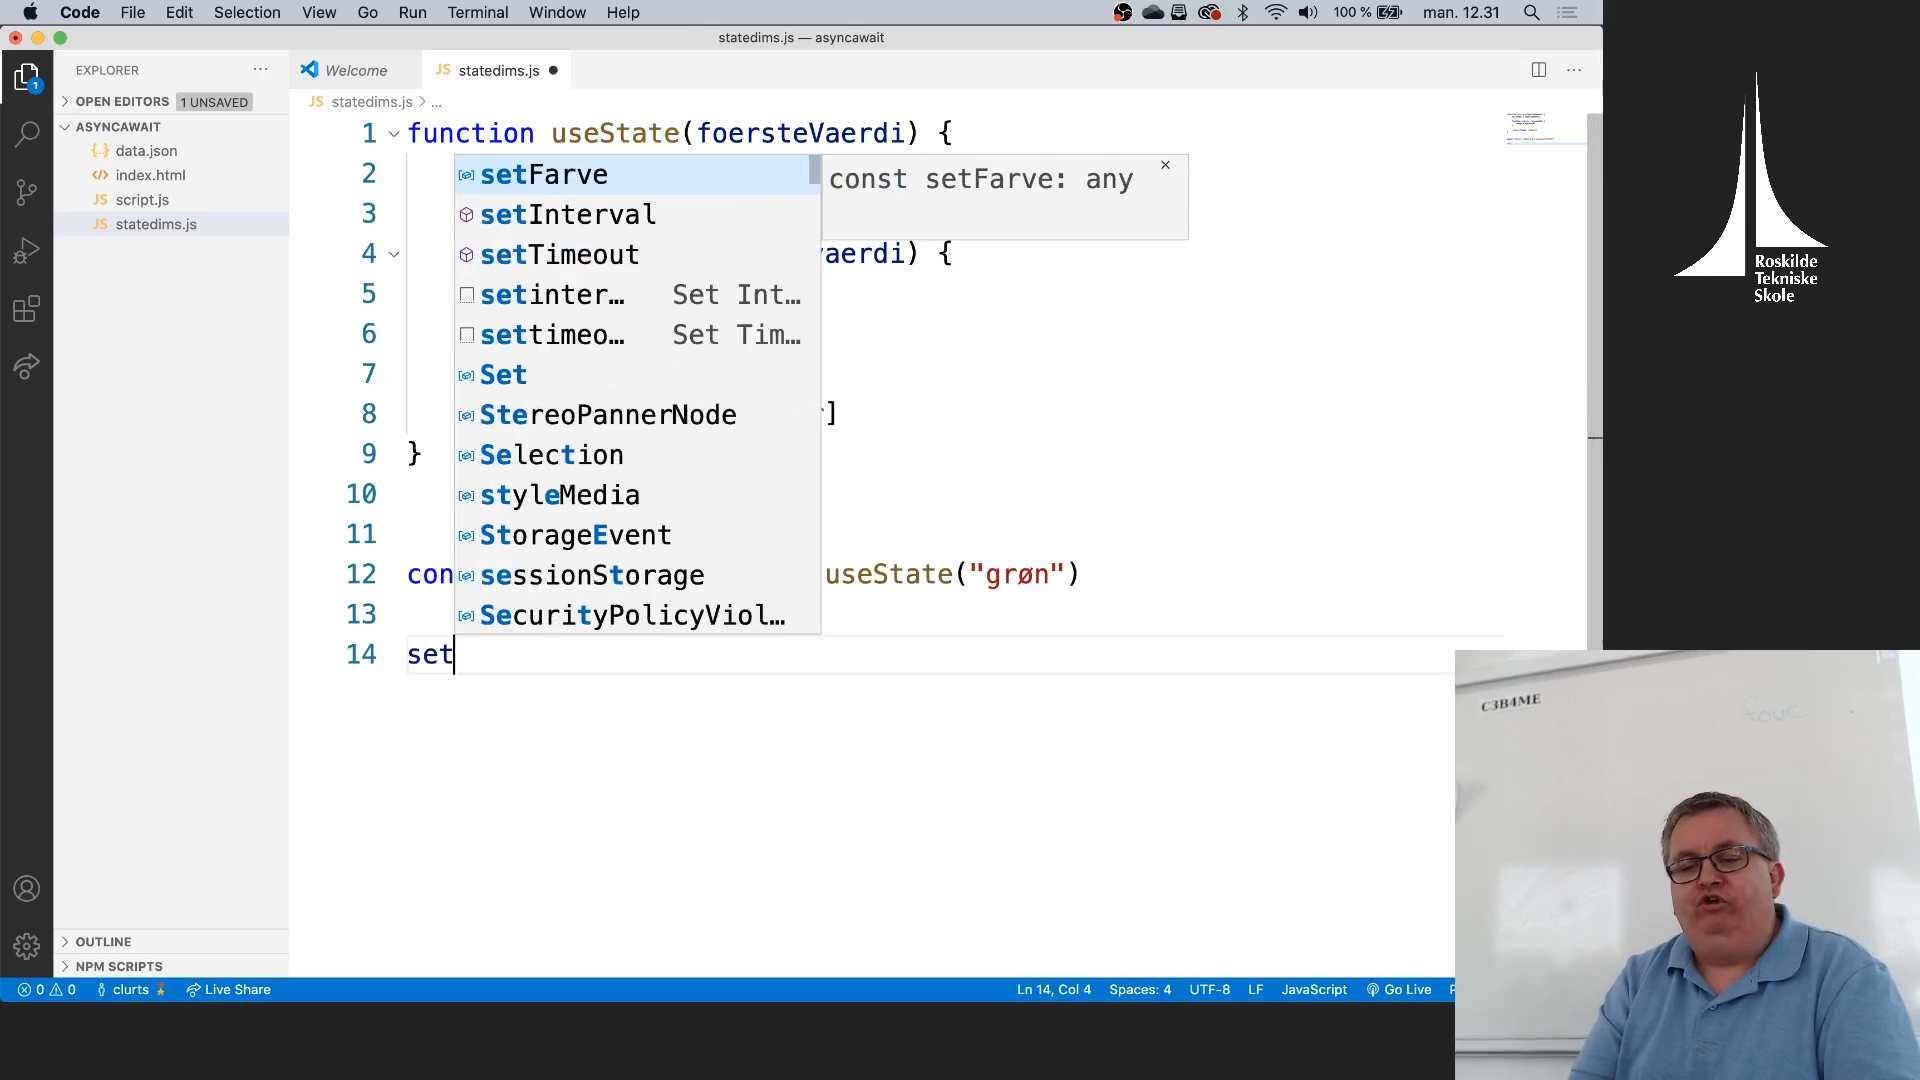 Code File Edit Selection View Go Run Terminal Window Help 100 % man. 12.31
statedims.js — asyncawait
EXPLORER
OPEN EDITORS 1 UNSAVED
ASYNCAWAIT
data.json
index.html
script.js
statedims.js
OUTLINE
NPM SCRIPTS
Welcome JS statedims.js
JS statedims.js > ...
1 function useState(foersteVaerdi) {
2
3
4 aerdi) {
5
6
7
8 ]
9 }
10
11
12 con useState("grøn")
13
14 set
setFarve
setInterval
setTimeout
setinter… Set Int…
settimeo… Set Tim…
Set
StereoPannerNode
Selection
styleMedia
StorageEvent
sessionStorage
SecurityPolicyViol…
const setFarve: any
0 0 clurts Live Share Ln 14, Col 4 Spaces: 4 UTF-8 LF JavaScript Go Live
Roskilde
Tekniske
Skole
C3B4ME